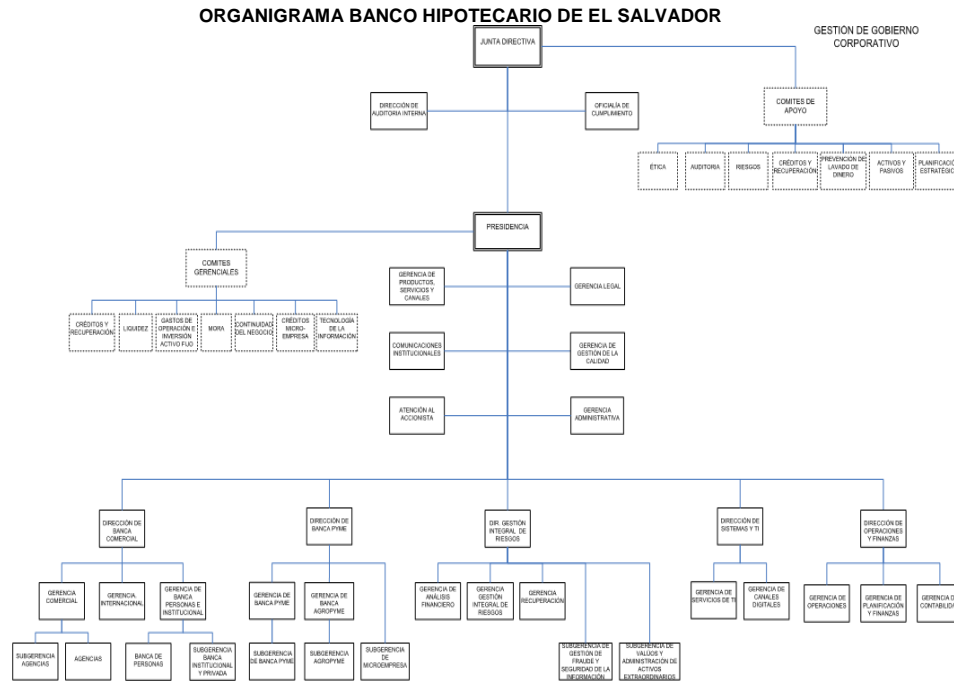 ORGANIGRAMA BANCO HIPOTECARIO DE EL SALVADOR
GESTIÓN DE GOBIERNO
CORPORATIVO
JUNTA DIRECTIVA
DIRECCIÓN DE
AUDITORIA INTERNA
OFICIALÍA DE
CUMPLIMIENTO
COMITES DE
APOYO
ÉTICA
AUDITORIA
RIESGOS
CRÉDITOS Y
RECUPERACIÓN
PREVENCIÓN DE
LAVADO DE
DINERO
ACTIVOS Y
PASIVOS
PLANIFICACIÓ
ESTRATÉGIC
PRESIDENCIA
COMITES
GERENCIALES
CRÉDITOS Y
RECUPERACIÓN
LIQUIDEZ
GASTOS DE
OPERACIÓN E
INVERSIÓN
ACTIVO FIJO
MORA
CONTINUIDAD
DEL NEGOCIO
CRÉDITOS
MICRO-
EMPRESA
TECNOLOGÍA
DE LA
INFORMACIÓN
GERENCIA DE
PRODUCTOS,
SERVICIOS Y
CANALES
GERENCIA LEGAL
COMUNICACIONES
INSTITUCIONALES
GERENCIA DE
GESTIÓN DE LA
CALIDAD
ATENCIÓN AL
ACCIONISTA
GERENCIA
ADMINISTRATIVA
DIRECCIÓN DE
BANCA
COMERCIAL
DIRECCIÓN DE
BANCA PYME
DIR. GESTIÓN
INTEGRAL DE
RIESGOS
DIRECCIÓN DE
SISTEMAS Y TI
DIRECCIÓN DE
OPERACIONES
Y FINANZAS
GERENCIA
COMERCIAL
GERENCIA
INTERNACIONAL
GERENCIA DE
BANCA
PERSONAS E
INSTITUCIONAL
GERENCIA
DE BANCA PYME
GERENCIA DE
BANCA
AGROPYME
GERENCIA DE
ANÁLISIS
FINANCIERO
GERENCIA
GESTIÓN
INTEGRAL DE
RIESGOS
GERENCIA
RECUPERACIÓN
GERENCIA DE
SERVICIOS DE TI
GERENCIA DE
CANALES
DIGITALES
GERENCIA DE
OPERACIONES
GERENCIA DE
PLANIFICACIÓN
Y FINANZAS
GERENCIA DE
CONTABILIDA
SUBGERENCIA
AGENCIAS
AGENCIAS
BANCA DE
PERSONAS
SUBGERENCIA
BANCA
INSTITUCIONAL
Y PRIVADA
SUBGERENCIA
DE BANCA PYME
SUBGERENCIA
AGROPYME
SUBGERENCIA
DE
MICROEMPRESA
SUBGERENCIA DE
GESTIÓN DE
FRAUDE Y
SEGURIDAD DE LA
INFORMACIÓN
SUBGERENCIA DE
VALÚOS Y
ADMINISTRACIÓN DE
ACTIVOS
EXTRAORDINARIOS